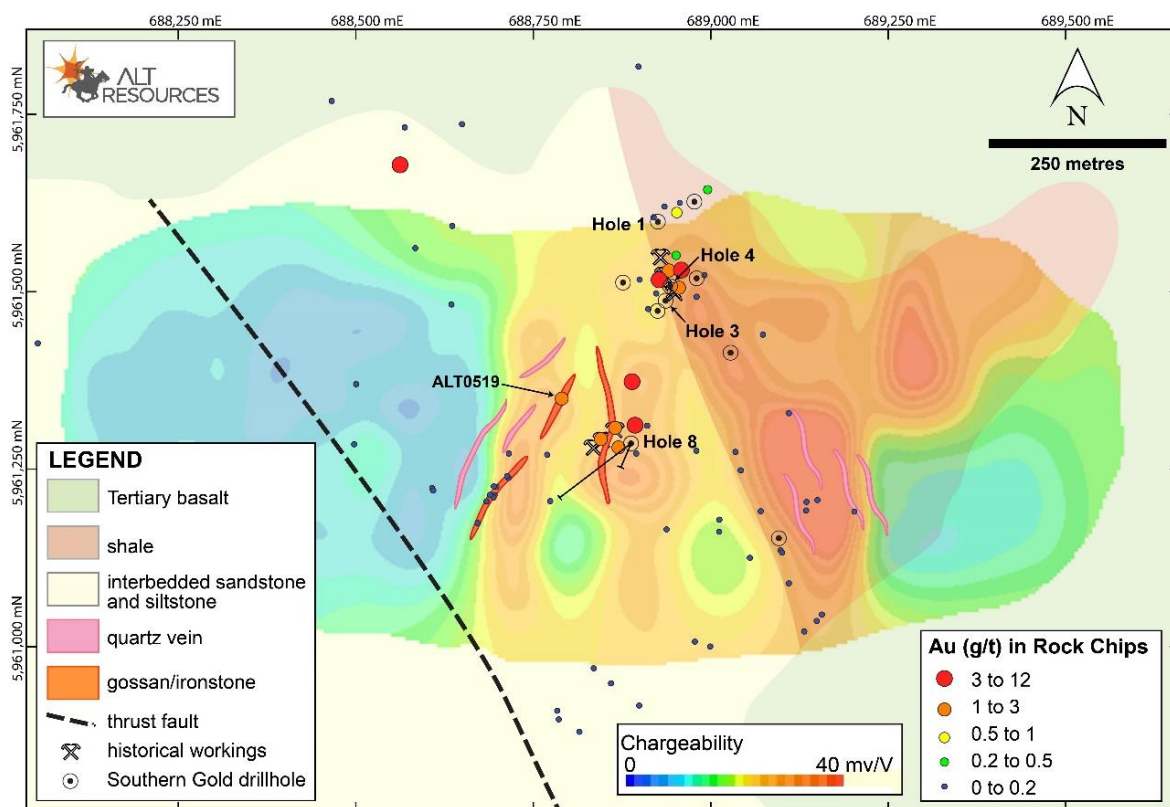 688,250 mE
688,500 mE
688,750 mE
689,000 mE
689,250 mE
689,500 mE
ALT
RESOURCES
5,961,750 mN
N
250 metres
Hole 1
Hole 4
5,961,500 mN
Hole 3
ALT0519
Hole 8
5,961,250 mN
LEGEND
Tertiary basalt
shale
interbedded sandstone
and siltstone
quartz vein
gossan/ironstone
thrust fault
historical workings
Southern Gold drillhole
5,961,000 mN
Chargeability
0
40 mv/V
Au (g/t) in Rock Chips
3 to 12
1 to 3
0.5 to 1
0.2 to 0.5
0 to 0.2